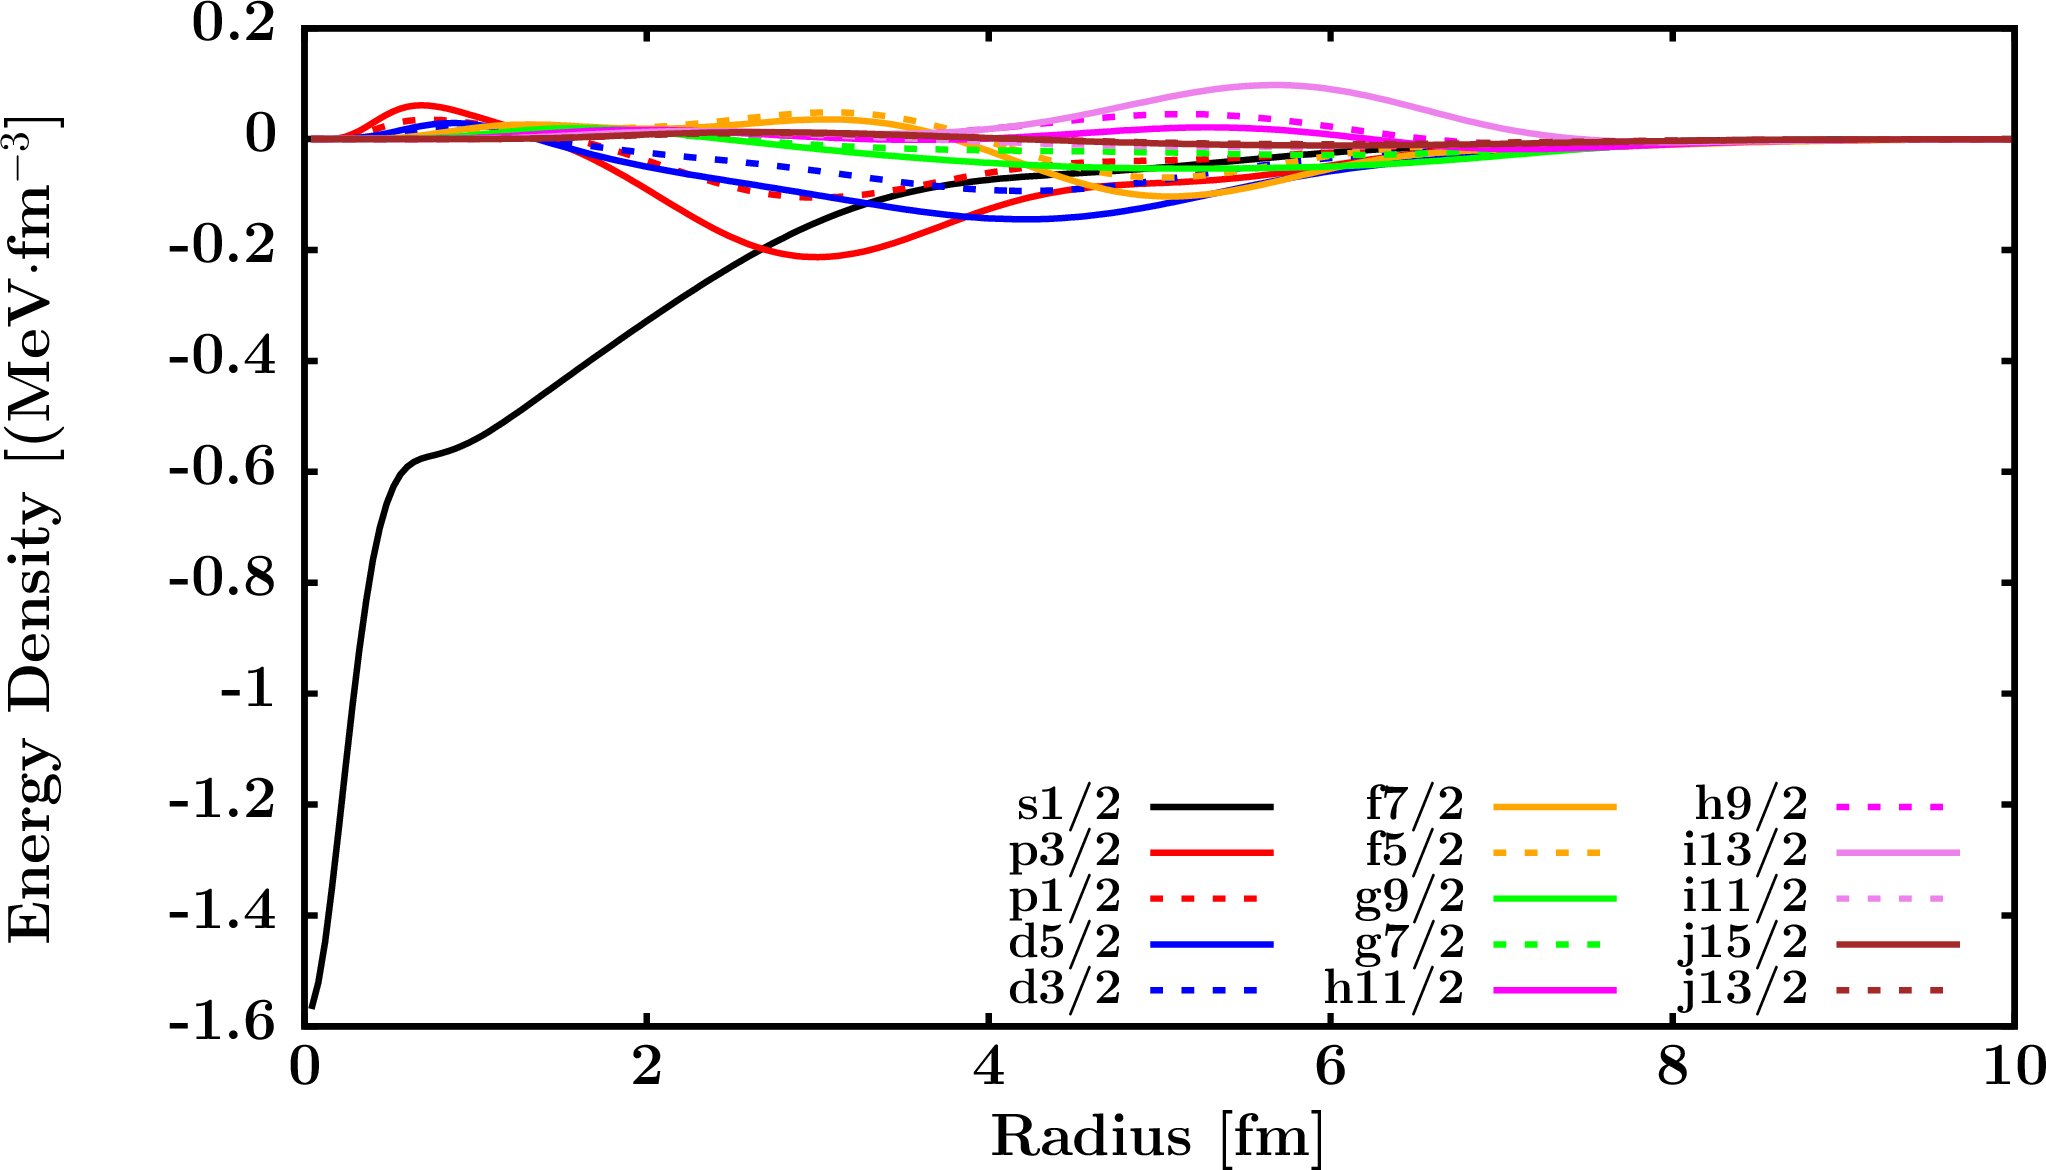 Energy Density [(MeV·fm⁻³]
0.2
0
-0.2
-0.4
-0.6
-0.8
-1
-1.2
-1.4
-1.6
s1/2 f7/2 h9/2
p3/2 f5/2 i13/2
p1/2 g9/2 i11/2
d5/2 g7/2 j15/2
d3/2 h11/2 j13/2
0 2 4 6 8 10
Radius [fm]